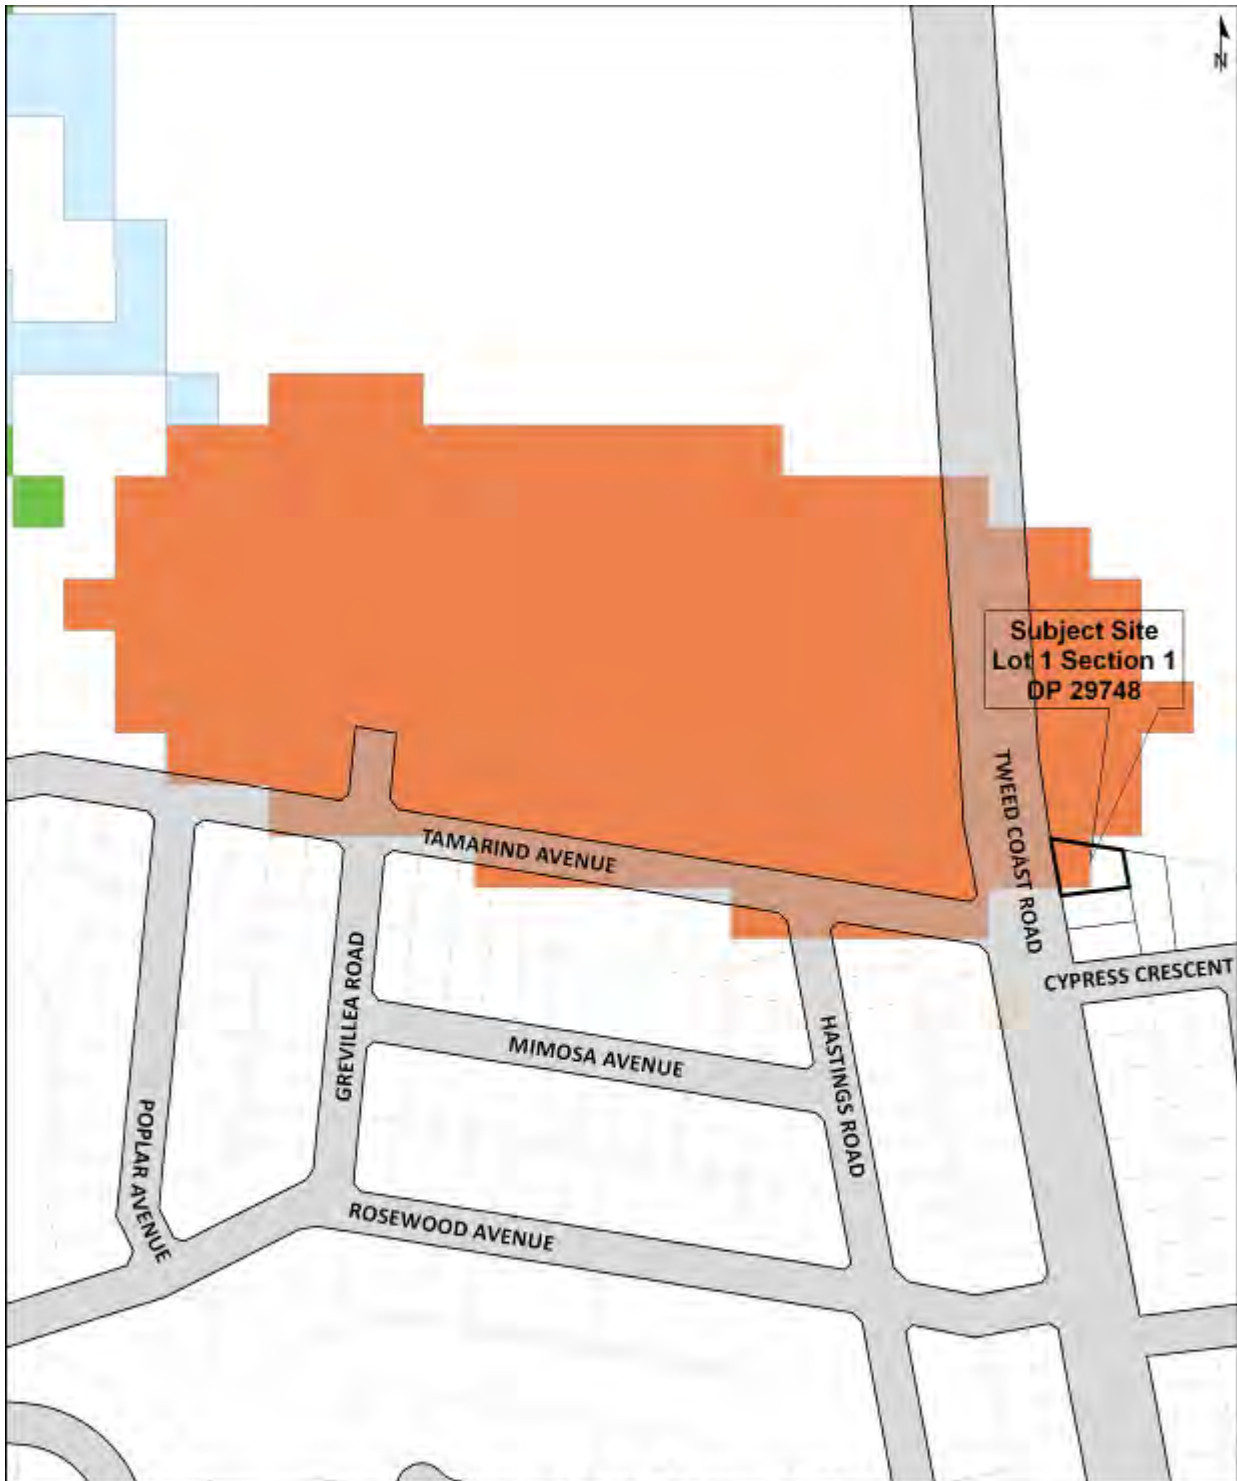 N
Subject Site
Lot 1 Section 1
DP 29748
TWEED COAST ROAD
TAMARIND AVENUE
CYPRESS CRESCENT
GREVILLEA ROAD
MIMOSA AVENUE
HASTINGS ROAD
POPLAR AVENUE
ROSEWOOD AVENUE